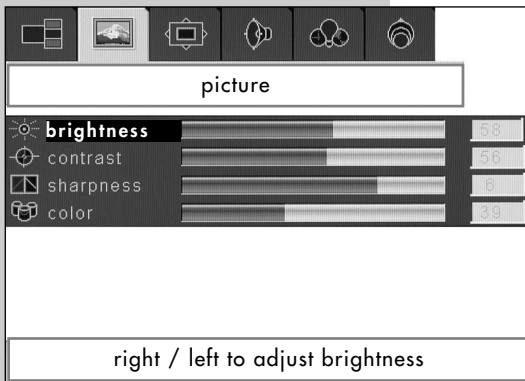 picture
brightness 58
contrast 56
sharpness 6
color 39
right / left to adjust brightness